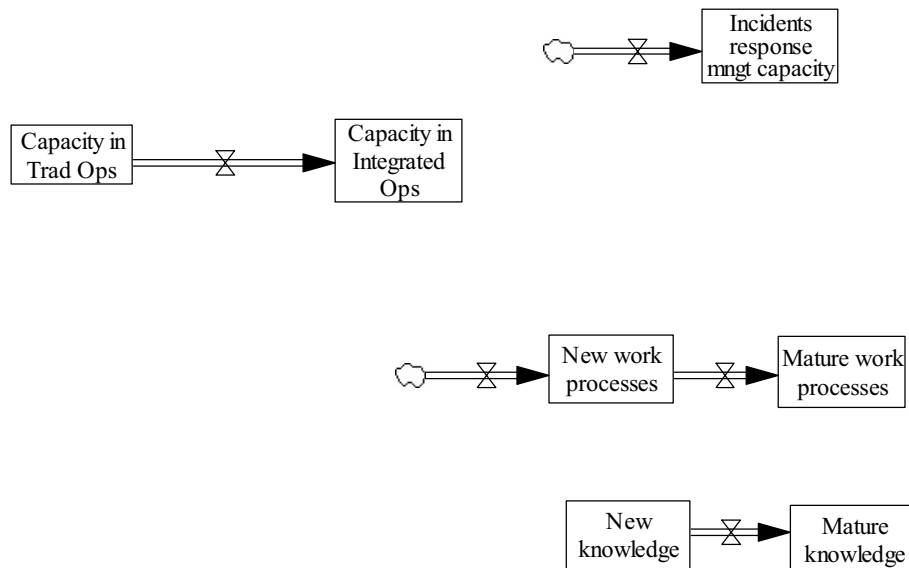 Incidents
response
mngt capacity
Capacity in
Trad Ops
Capacity in
Integrated
Ops
New work
processes
Mature work
processes
New
knowledge
Mature
knowledge